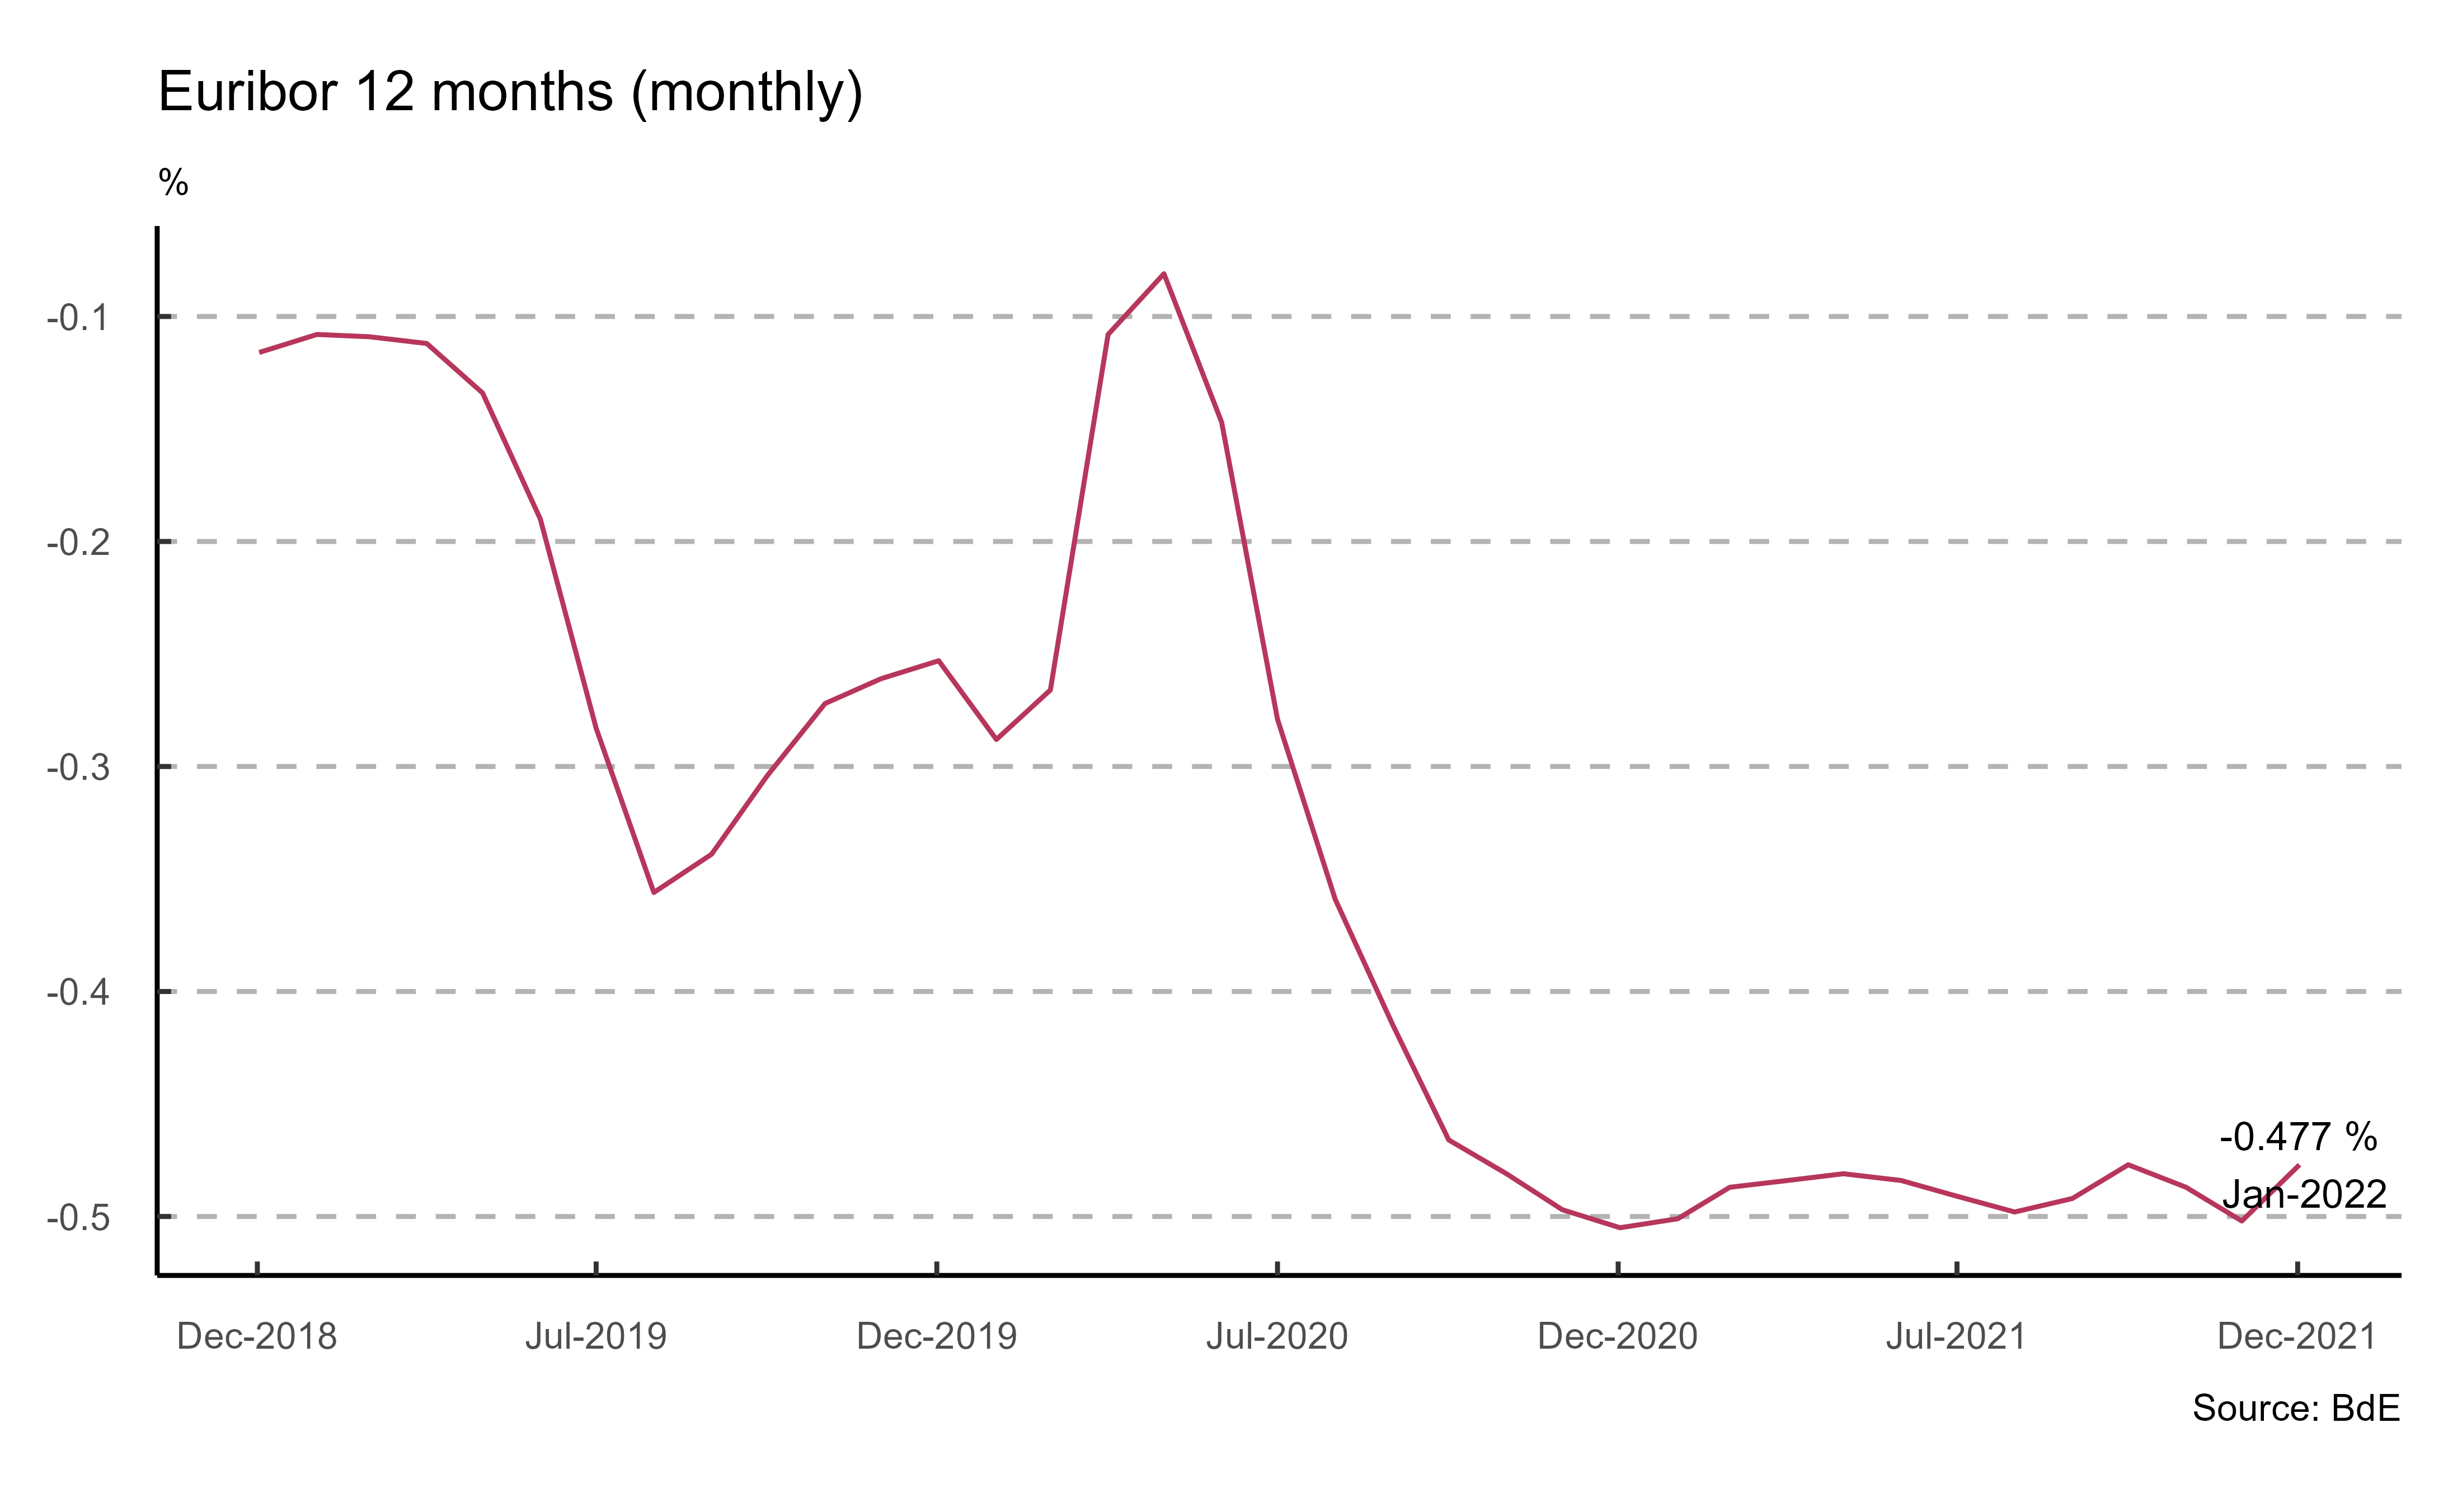 Euribor 12 months (monthly)
%
-0.1
-0.2
-0.3
-0.4
-0.5
-0.477 %
Jan-2022
Dec-2018 Jul-2019 Dec-2019 Jul-2020 Dec-2020 Jul-2021 Dec-2021
Source: BdE